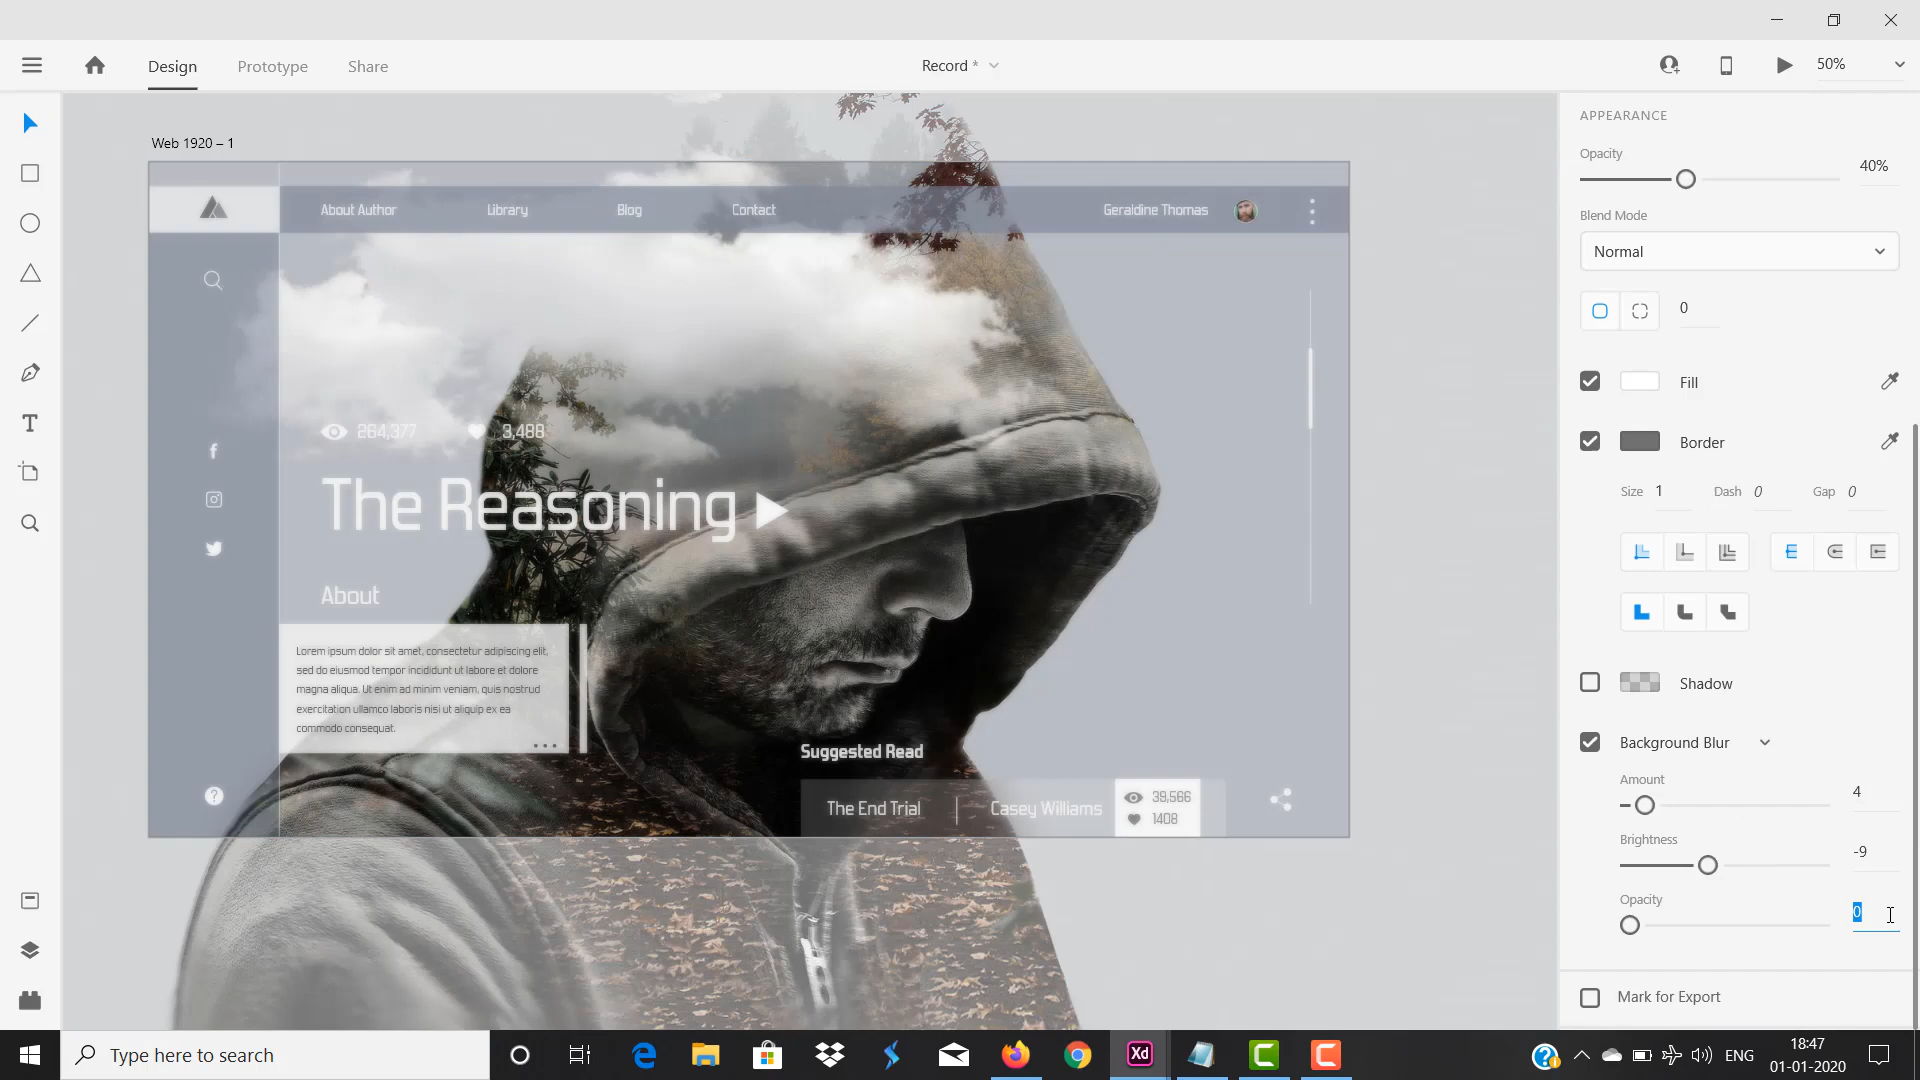 Design
Prototype
Share
Record *
50%
Web 1920 – 1
About Author
Library
Blog
Contact
Geraldine Thomas
264,377
3,488
The Reasoning
About
Lorem ipsum dolor sit amet, consectetur adipiscing elit,
sed do eiusmod tempor incididunt ut labore et dolore
magna aliqua. Ut enim ad minim veniam, quis nostrud
exercitation ullamco laboris nisi ut aliquip ex ea
commodo consequat.
Suggested Read
The End Trial
Casey Williams
39,566
1408
APPEARANCE
Opacity
40%
Blend Mode
Normal
0
Fill
Border
Size 1
Dash 0
Gap 0
Shadow
Background Blur
Amount
4
Brightness
-9
Opacity
0
Mark for Export
Type here to search
Xd
ENG
18:47
01-01-2020